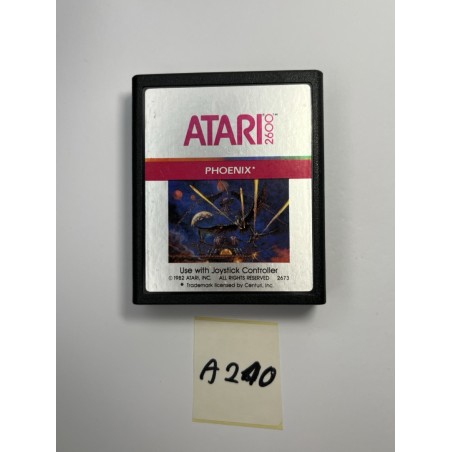 ATARI 2600™
PHOENIX*
Use with Joystick Controller
© 1982 ATARI, INC. ALL RIGHTS RESERVED 2673
* Trademark licensed by Centuri, Inc.
A240